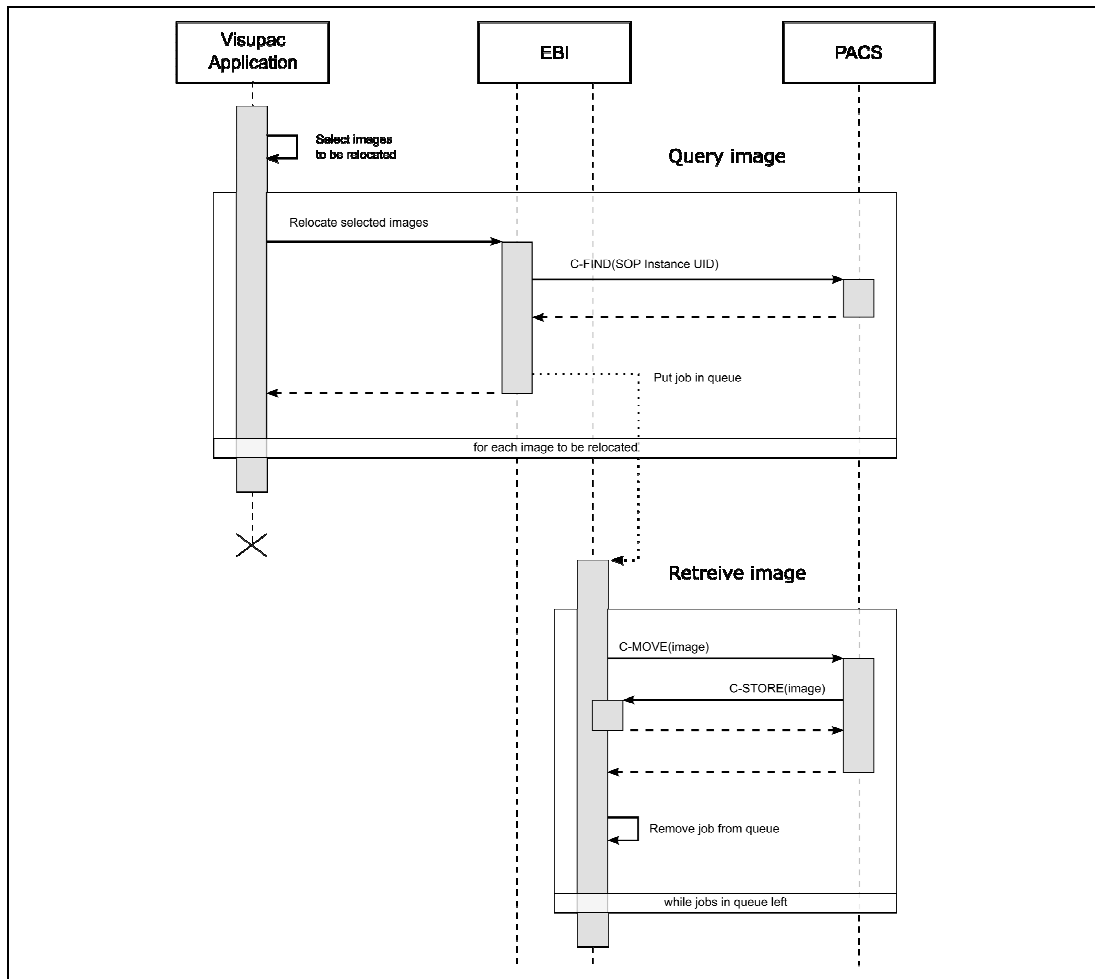 Visupac
Application
EBI
PACS
Select images
to be relocated
Query image
Relocate selected images
C-FIND(SOP Instance UID)
Put job in queue
for each image to be relocated
Retreive image
C-MOVE(image)
C-STORE(image)
Remove job from queue
while jobs in queue left